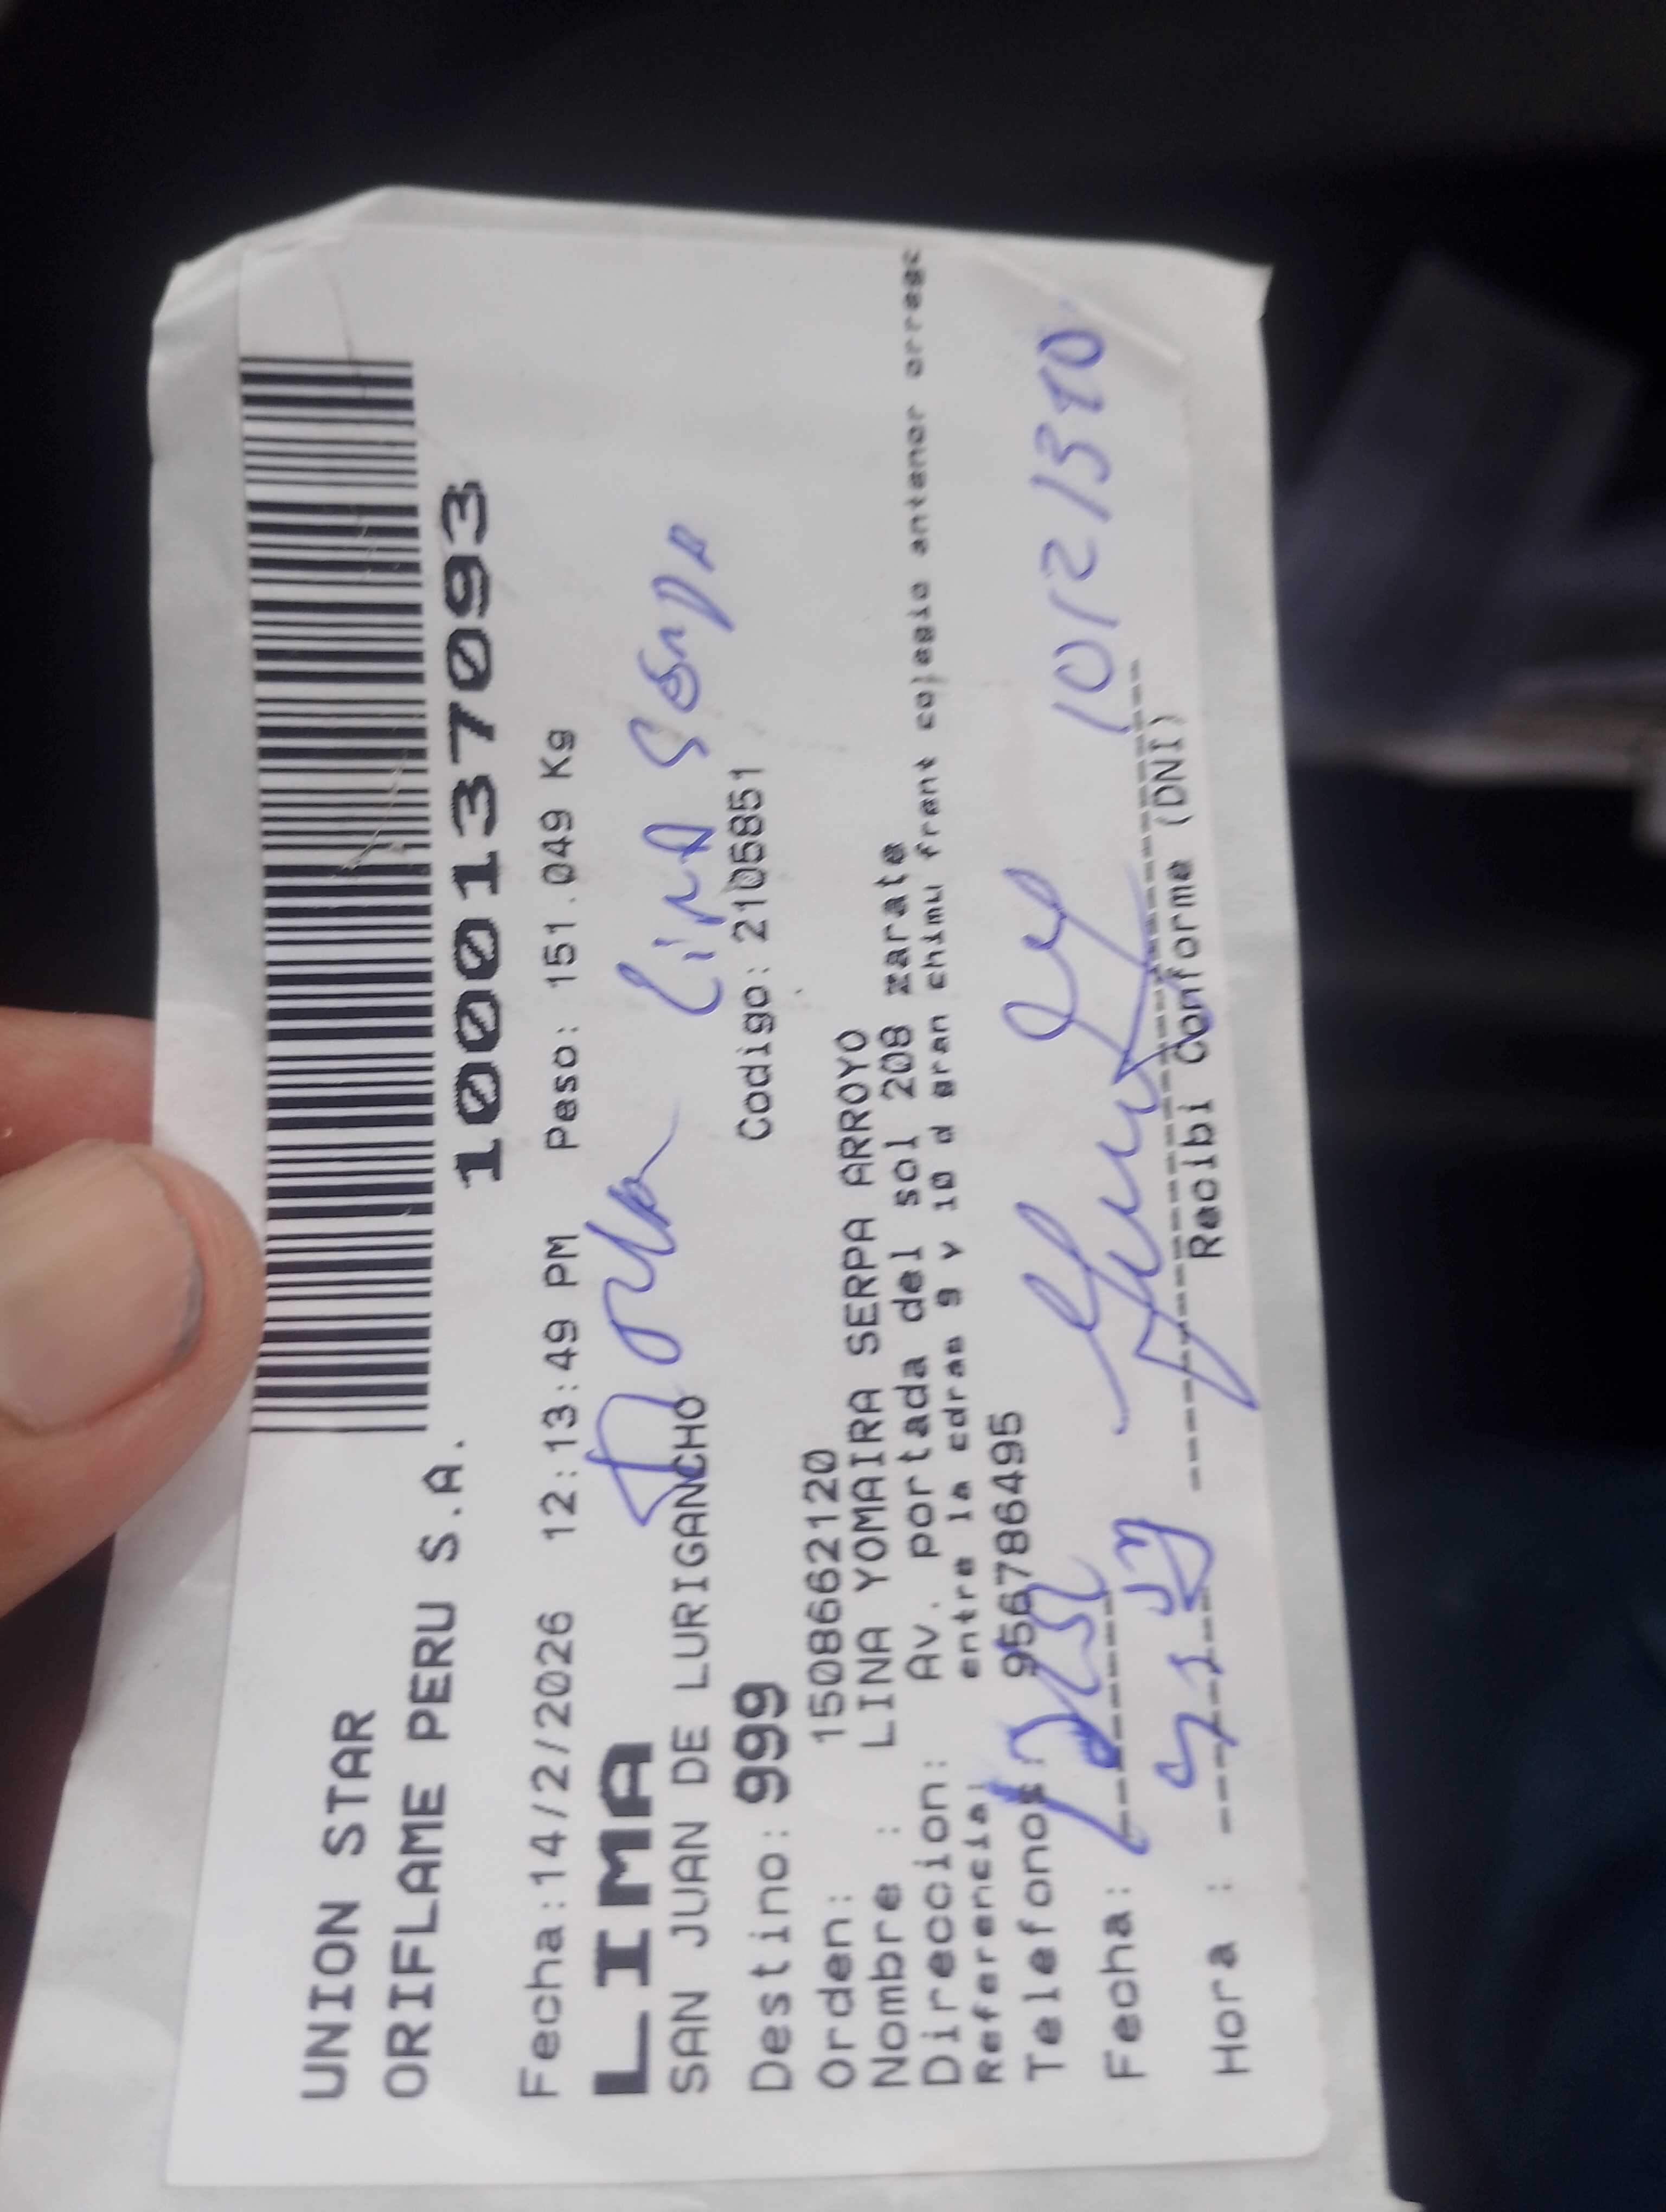 UNION STAR
ORIFLAME PERU S.A.
10001377093
Fecha:14/2/2026 12:13:49 PM Peso: 151.049 Kg
LIMA
Lina
SAN JUAN DE LURIGANCHO
Destino: 999 Codigo: 2105851
Orden: 1508662120
Nombre : LINA YOMAIRA SERPA ARROYO
Direccion: Av. portada del sol 208 zarate
Referencia: entre la cdras 9 y 10 d gran chimu frent colegio antenor orrego
Telefonos: 956786495
Fecha:
Hora :
Recibi Conforme (DNI)